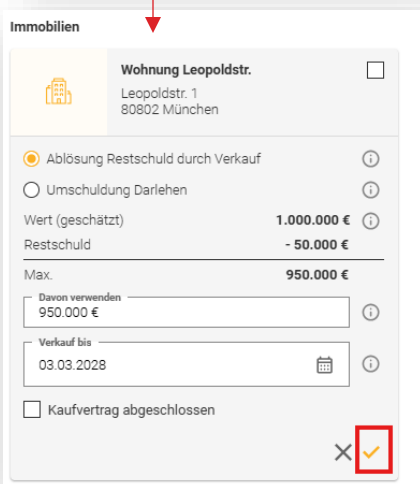 Immobilien
Wohnung Leopoldstr.
Leopoldstr. 1
80802 München
Ablösung Restschuld durch Verkauf
Umschuldung Darlehen
Wert (geschätzt) 1.000.000 €
Restschuld - 50.000 €
Max. 950.000 €
Davon verwenden
950.000 €
Verkauf bis
03.03.2028
Kaufvertrag abgeschlossen